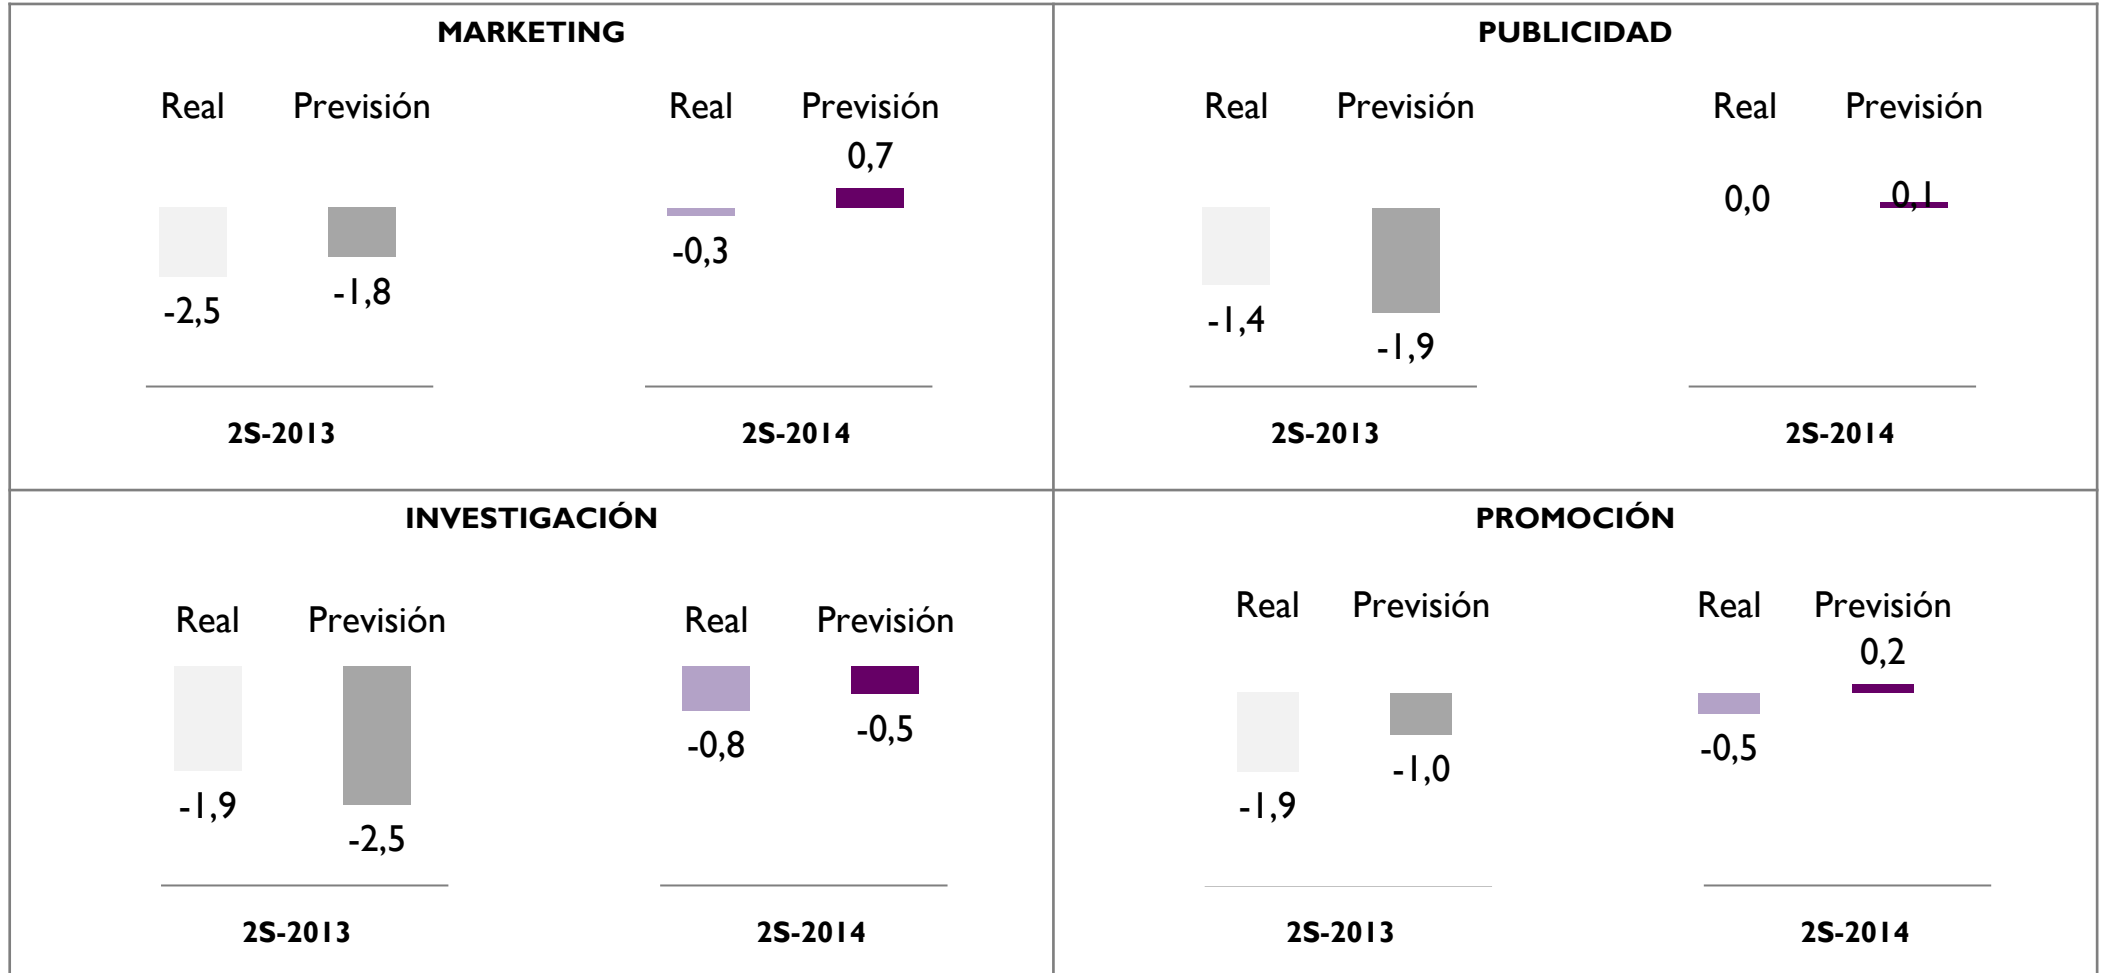 MARKETING
Real Previsión Real Previsión
0,7
-0,3
-1,8
-2,5
2S-2013 2S-2014
PUBLICIDAD
Real Previsión Real Previsión
0,0 0,1
-1,4
-1,9
2S-2013 2S-2014
INVESTIGACIÓN
Real Previsión Real Previsión
-0,5
-0,8
-1,9
-2,5
2S-2013 2S-2014
PROMOCIÓN
Real Previsión Real Previsión
0,2
-0,5
-1,0
-1,9
2S-2013 2S-2014